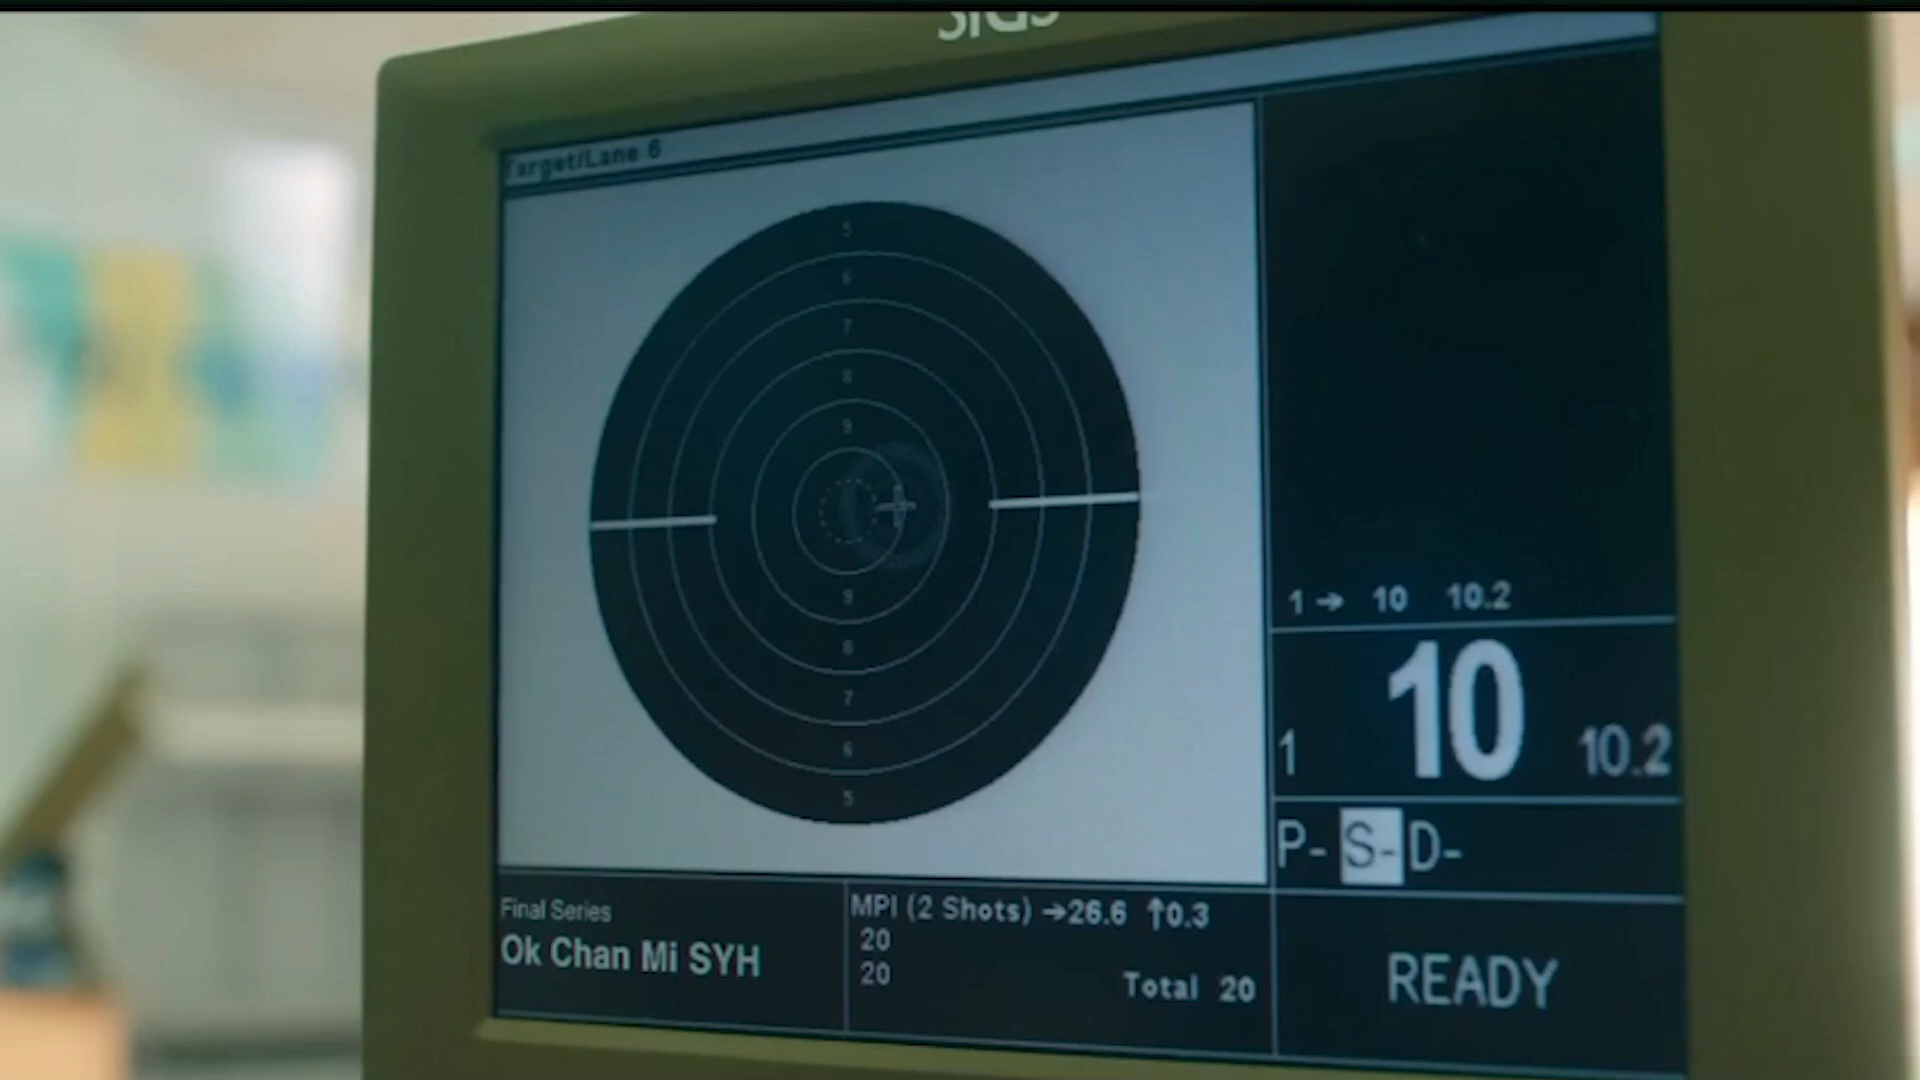 Target/Lane 6
5
6
7
8
9
9
8
7
6
5
1 → 10 10.2
1 10 10.2
P- S- D-
Final Series
Ok Chan Mi SYH
MPI (2 Shots) →26.6 ↑0.3
20
20
Total 20
READY